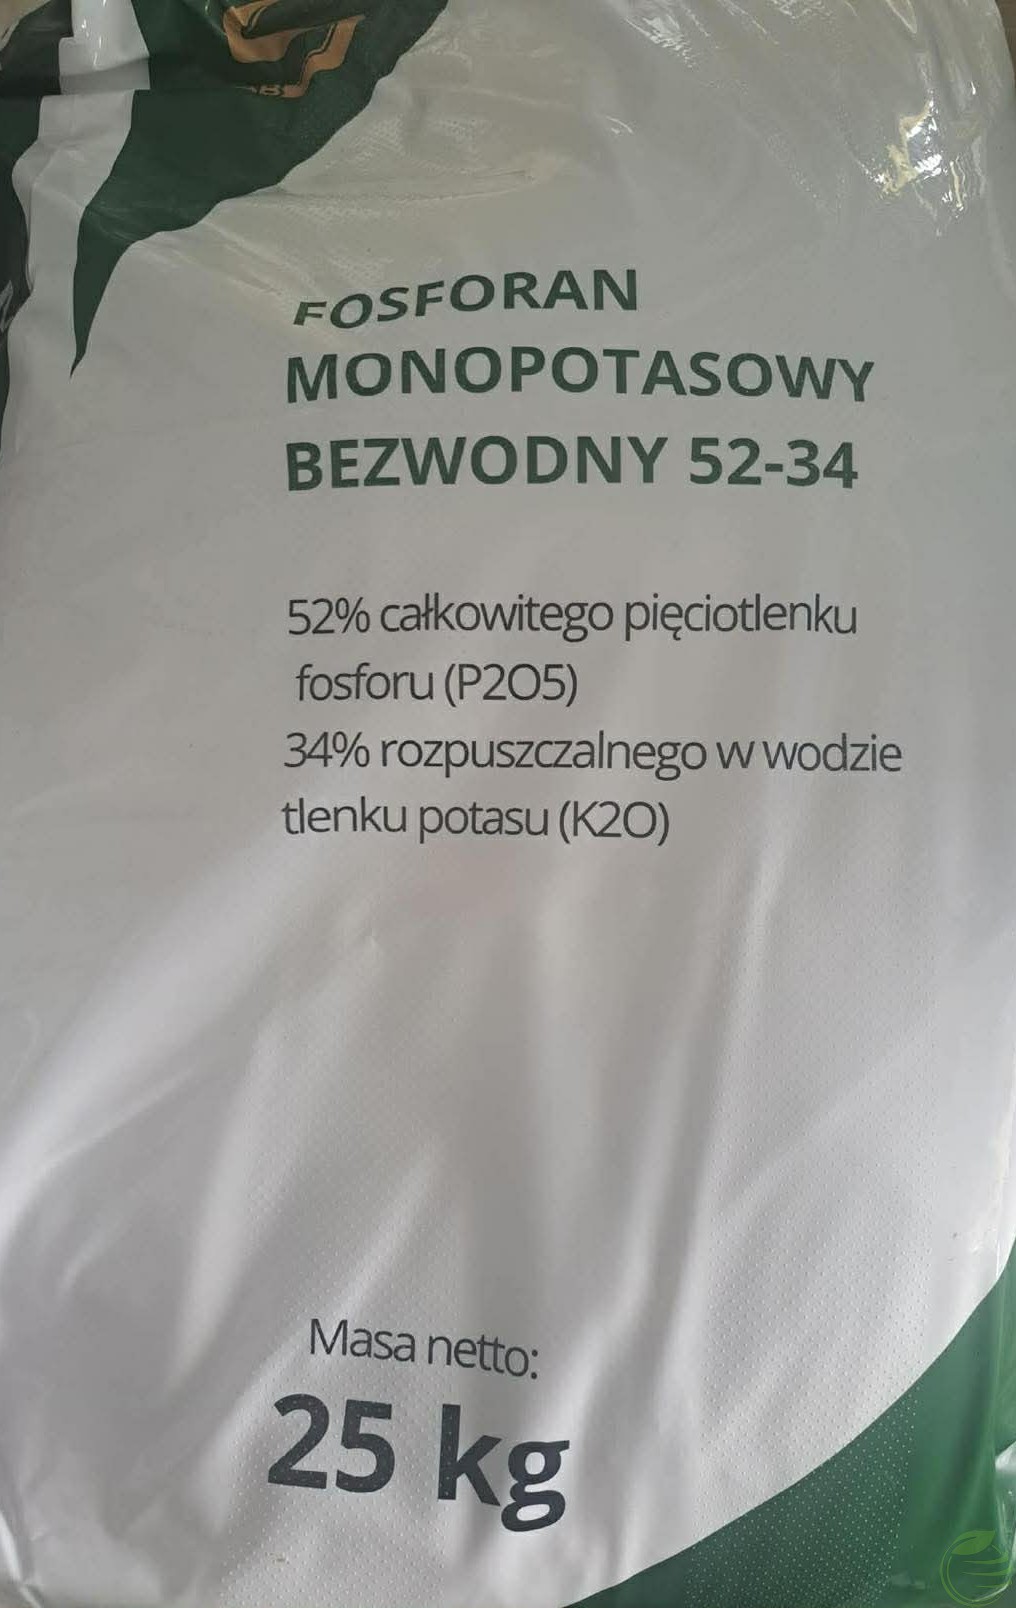 FOSFORAN
MONOPOTASOWY
BEZWODNY 52-34
52% całkowitego pięciotlenku
fosforu (P2O5)
34% rozpuszczalnego w wodzie
tlenku potasu (K2O)
Masa netto:
25 kg